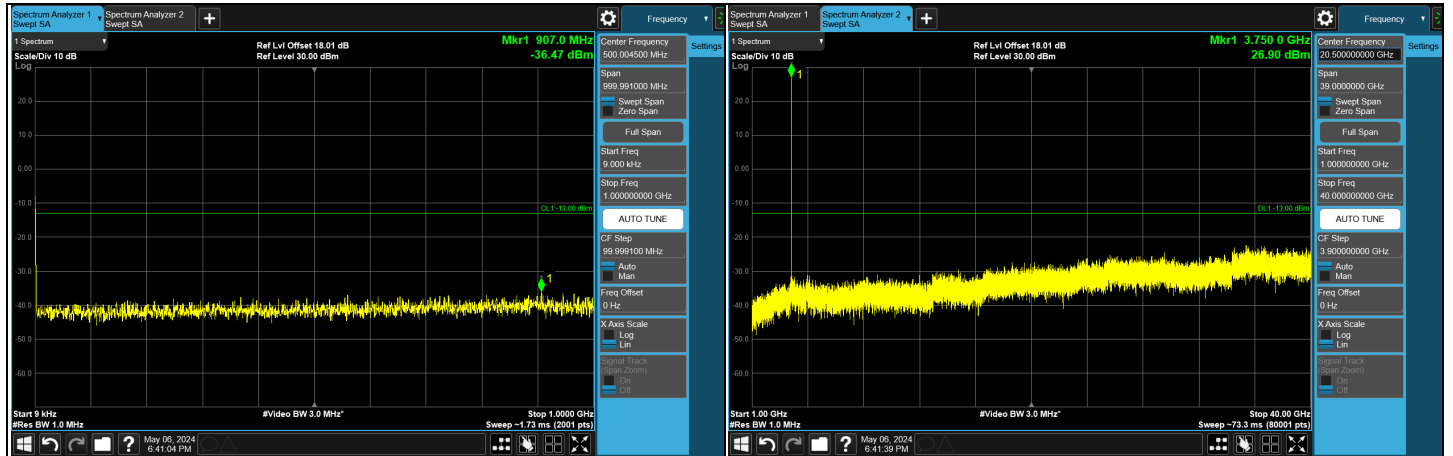 Spectrum Analyzer 1
Swept SA
Spectrum Analyzer 2
Swept SA
+
Frequency
1 Spectrum
Scale/Div 10 dB
Log
Ref Lvl Offset 18.01 dB
Ref Level 30.00 dBm
Mkr1 907.0 MHz
-36.47 dBm
20.0
10.0
0.00
-10.0
-20.0
-30.0
-40.0
-50.0
-60.0
DL1 -13.00 dBm
1
Start 9 kHz
#Res BW 1.0 MHz
#Video BW 3.0 MHz*
Stop 1.0000 GHz
Sweep ~1.73 ms (2001 pts)
Center Frequency
500.004500 MHz
Settings
Span
999.991000 MHz
Swept Span
Zero Span
Full Span
Start Freq
9.000 kHz
Stop Freq
1.000000000 GHz
AUTO TUNE
CF Step
99.999100 MHz
Auto
Man
Freq Offset
0 Hz
X Axis Scale
Log
Lin
Signal Track
(Span Zoom)
On
Off
?
May 06, 2024
6:41:04 PM
Spectrum Analyzer 1
Swept SA
Spectrum Analyzer 2
Swept SA
+
Frequency
1 Spectrum
Scale/Div 10 dB
Log
Ref Lvl Offset 18.01 dB
Ref Level 30.00 dBm
Mkr1 3.750 0 GHz
26.90 dBm
1
20.0
10.0
0.00
-10.0
-20.0
-30.0
-40.0
-50.0
-60.0
DL1 -13.00 dBm
Start 1.00 GHz
#Res BW 1.0 MHz
#Video BW 3.0 MHz*
Stop 40.00 GHz
Sweep ~73.3 ms (80001 pts)
Center Frequency
20.500000000 GHz
Settings
Span
39.0000000 GHz
Swept Span
Zero Span
Full Span
Start Freq
1.000000000 GHz
Stop Freq
40.000000000 GHz
AUTO TUNE
CF Step
3.900000000 GHz
Auto
Man
Freq Offset
0 Hz
X Axis Scale
Log
Lin
Signal Track
(Span Zoom)
On
Off
?
May 06, 2024
6:41:39 PM